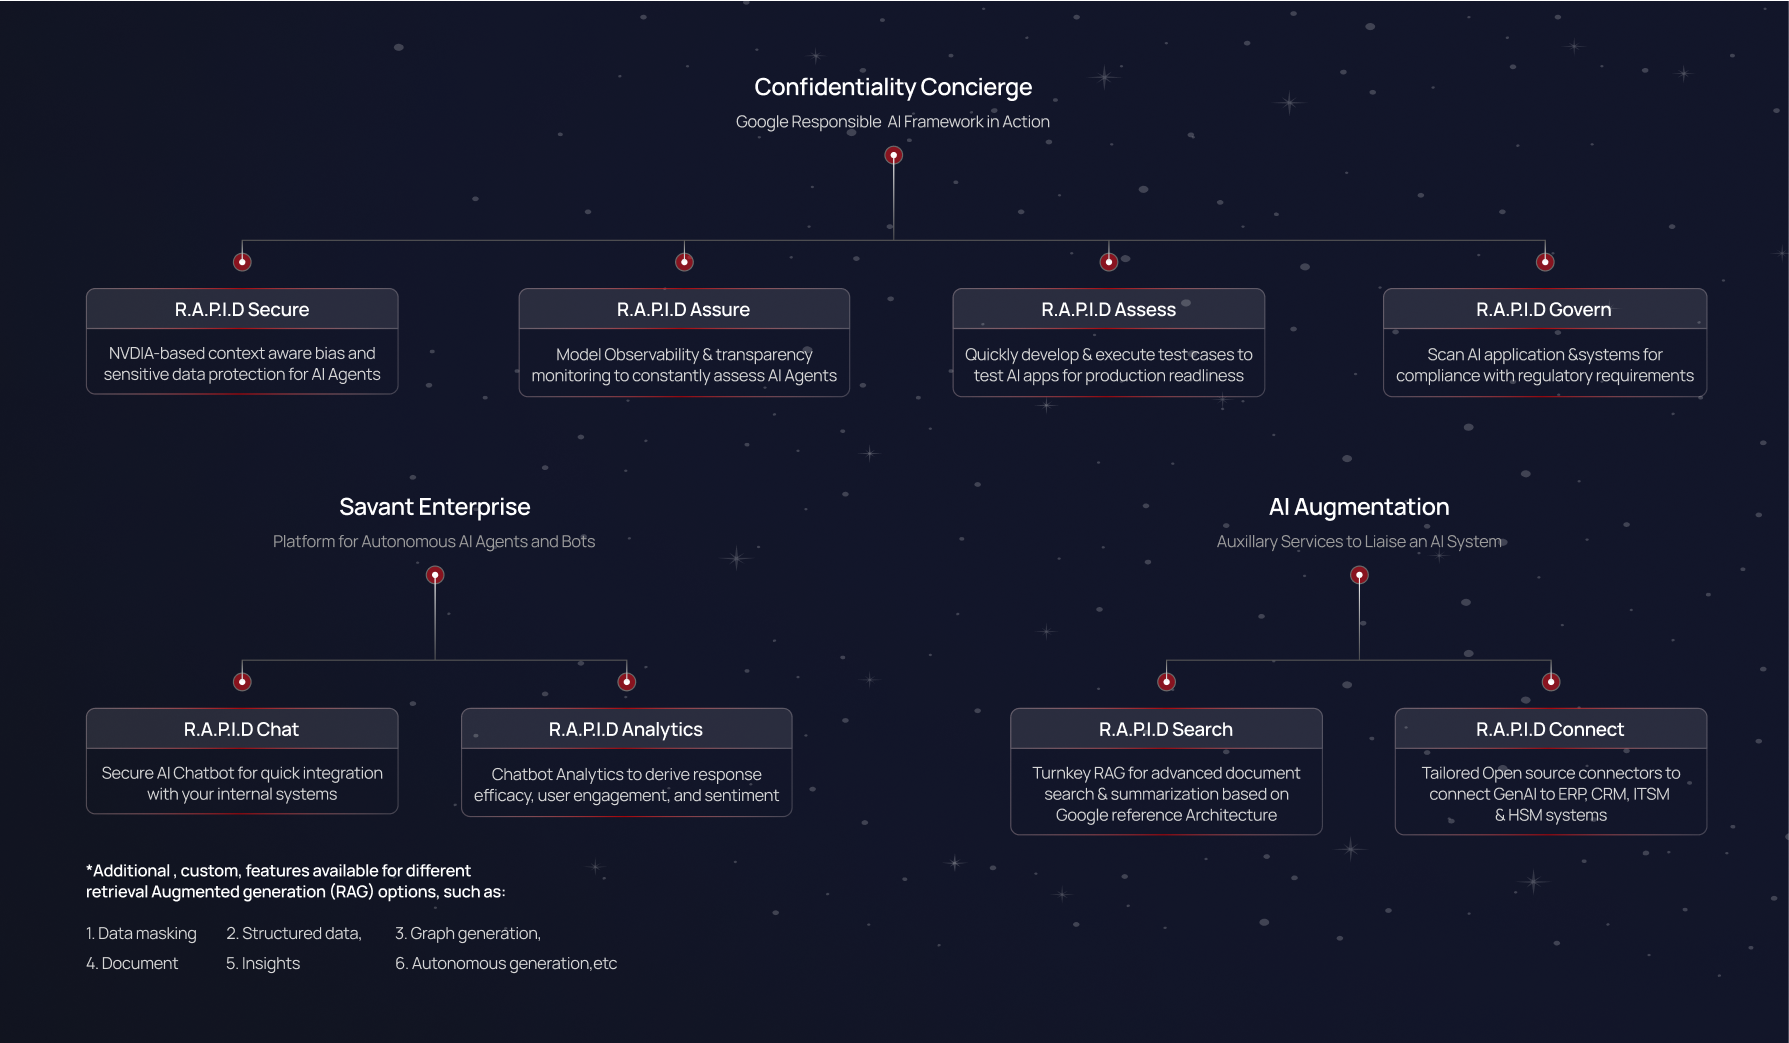 Confidentiality Concierge
Google Responsible AI Framework in Action
R.A.P.I.D Secure
NVDIA-based context aware bias and
sensitive data protection for AI Agents
R.A.P.I.D Assure
Model Observability & transparency
monitoring to constantly assess AI Agents
R.A.P.I.D Assess
Quickly develop & execute test cases to
test AI apps for production readliness
R.A.P.I.D Govern
Scan AI application &systems for
compliance with regulatory requirements
Savant Enterprise
Platform for Autonomous AI Agents and Bots
R.A.P.I.D Chat
Secure AI Chatbot for quick integration
with your internal systems
R.A.P.I.D Analytics
Chatbot Analytics to derive response
efficacy, user engagement, and sentiment
AI Augmentation
Auxillary Services to Liaise an AI System
R.A.P.I.D Search
Turnkey RAG for advanced document
search & summarization based on
Google reference Architecture
R.A.P.I.D Connect
Tailored Open source connectors to
connect GenAI to ERP, CRM, ITSM
& HSM systems
*Additional , custom, features available for different
retrieval Augmented generation (RAG) options, such as:
1. Data masking 2. Structured data, 3. Graph generation,
4. Document 5. Insights 6. Autonomous generation,etc